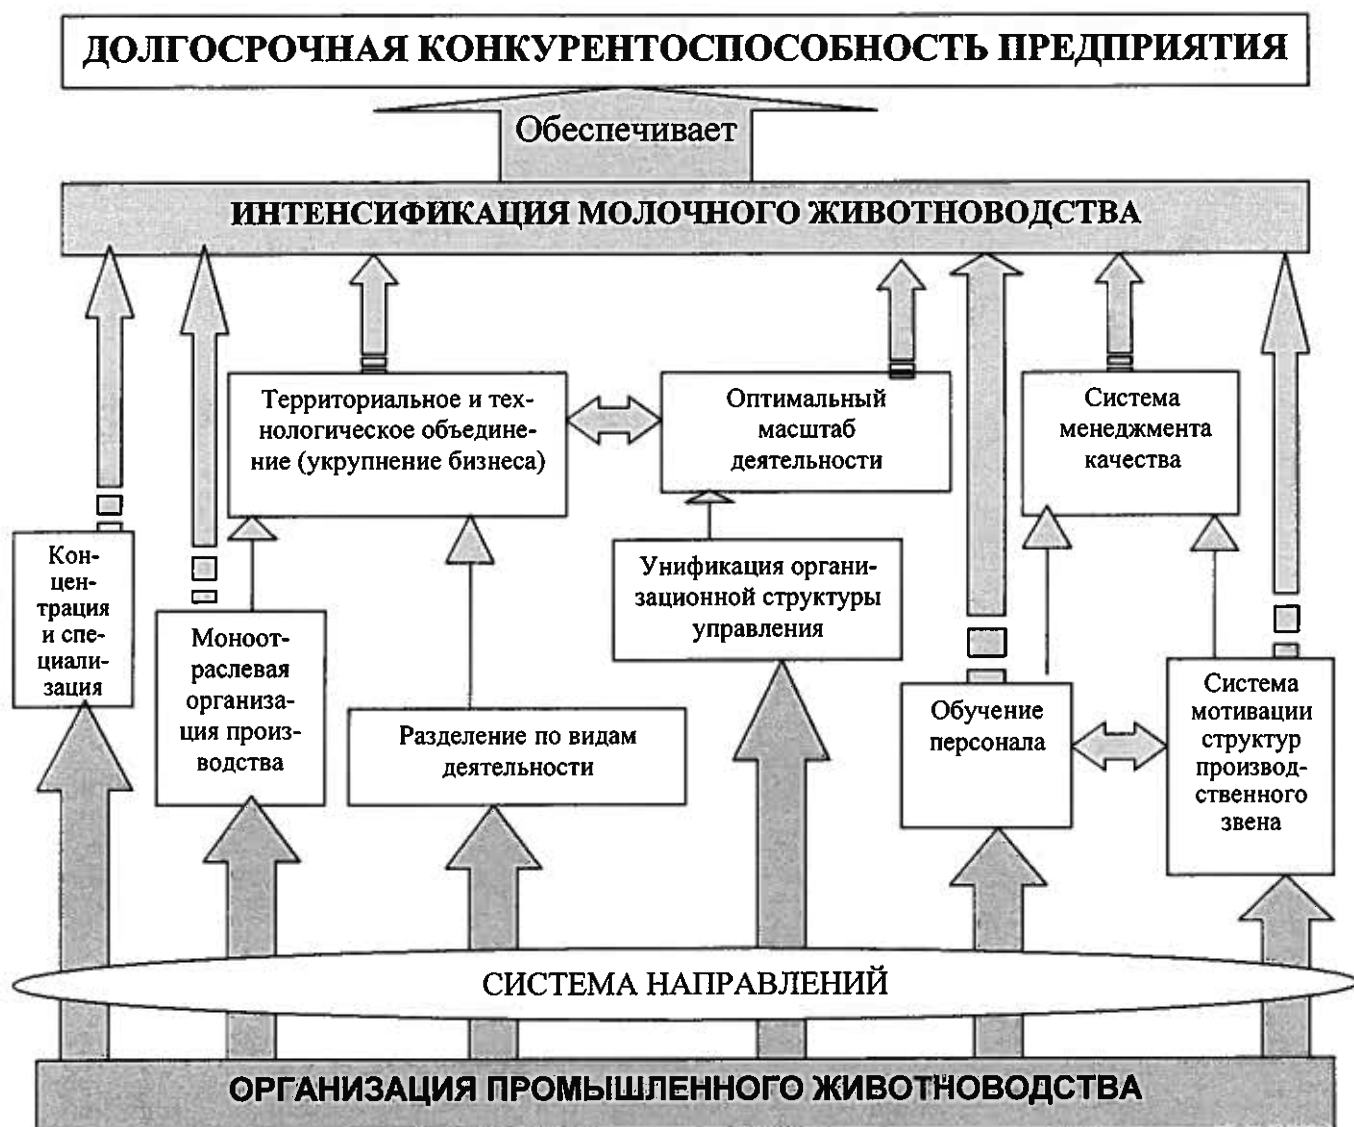 ДОЛГОСРОЧНАЯ КОНКУРЕНТОСПОСОБНОСТЬ ПРЕДПРИЯТИЯ
Обеспечивает
ИНТЕНСИФИКАЦИЯ МОЛОЧНОГО ЖИВОТНОВОДСТВА
Территориальное и тех-
нологическое объедине-
ние (укрупнение бизнеса)
Оптимальный
масштаб
деятельности
Система
менеджмента
качества
Кон-
цен-
трация
и спе-
циали-
зация
Моноот-
раслевая
организа-
ция произ-
водства
Разделение по видам
деятельности
Унификация органи-
зационной структуры
управления
Обучение
персонала
Система
мотивации
структур
производ-
ственного
звена
СИСТЕМА НАПРАВЛЕНИЙ
ОРГАНИЗАЦИЯ ПРОМЫШЛЕННОГО ЖИВОТНОВОДСТВА